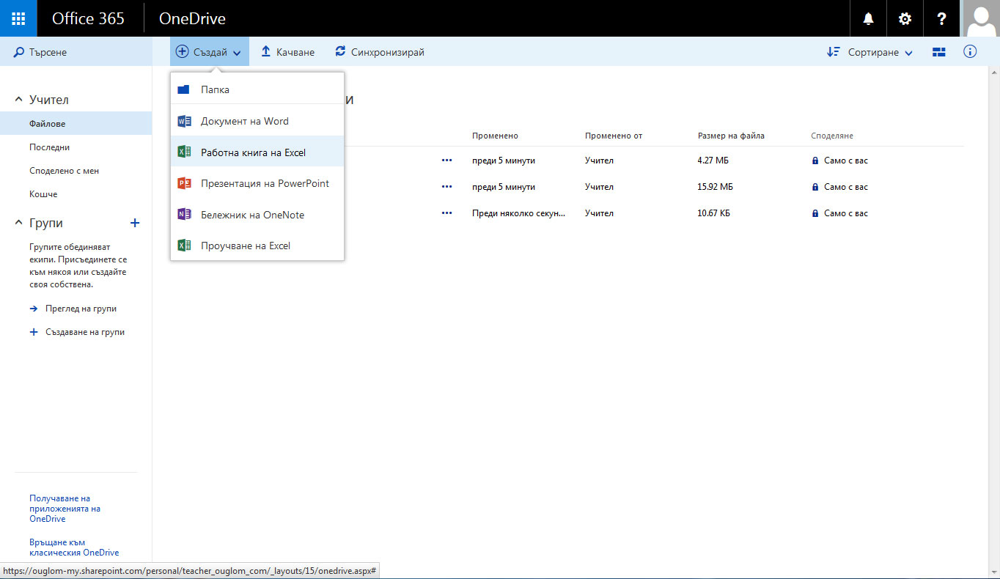 Office 365
OneDrive
?
Търсене
Създай
Качване
Синхронизирай
Сортиране
Учител
Файлове
Последни
Споделено с мен
Кошче
Групи
Групите обединяват
екипи. Присъединете се
към някоя или създайте
своя собствена.
Преглед на групи
Създаване на групи
Получаване на
приложенията на
OneDrive
Връщане към
класическия OneDrive
Папка
Документ на Word
Работна книга на Excel
Презентация на PowerPoint
Бележник на OneNote
Проучване на Excel
и
Променено Променено от Размер на файла Споделяне
преди 5 минути Учител 4.27 МБ Само с вас
преди 5 минути Учител 15.92 МБ Само с вас
Преди няколко секун... Учител 10.67 КБ Само с вас
https://ouglom-my.sharepoint.com/personal/teacher_ouglom_com/_layouts/15/onedrive.aspx#